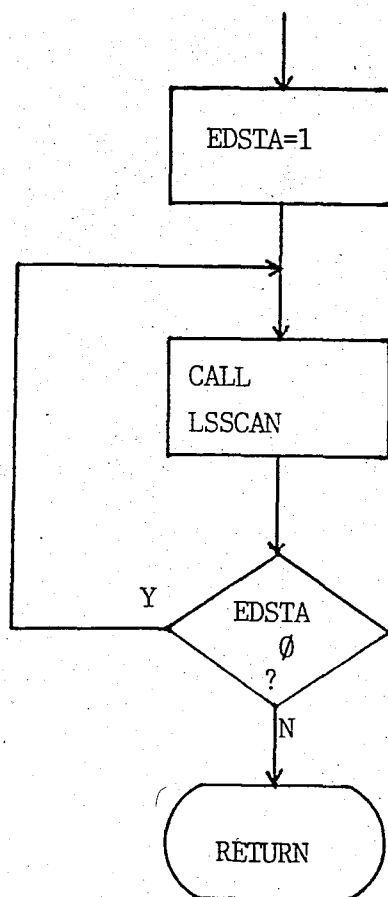 EDSTA=1
CALL
LSSCAN
Y
EDSTA
Ø
?
N
RETURN